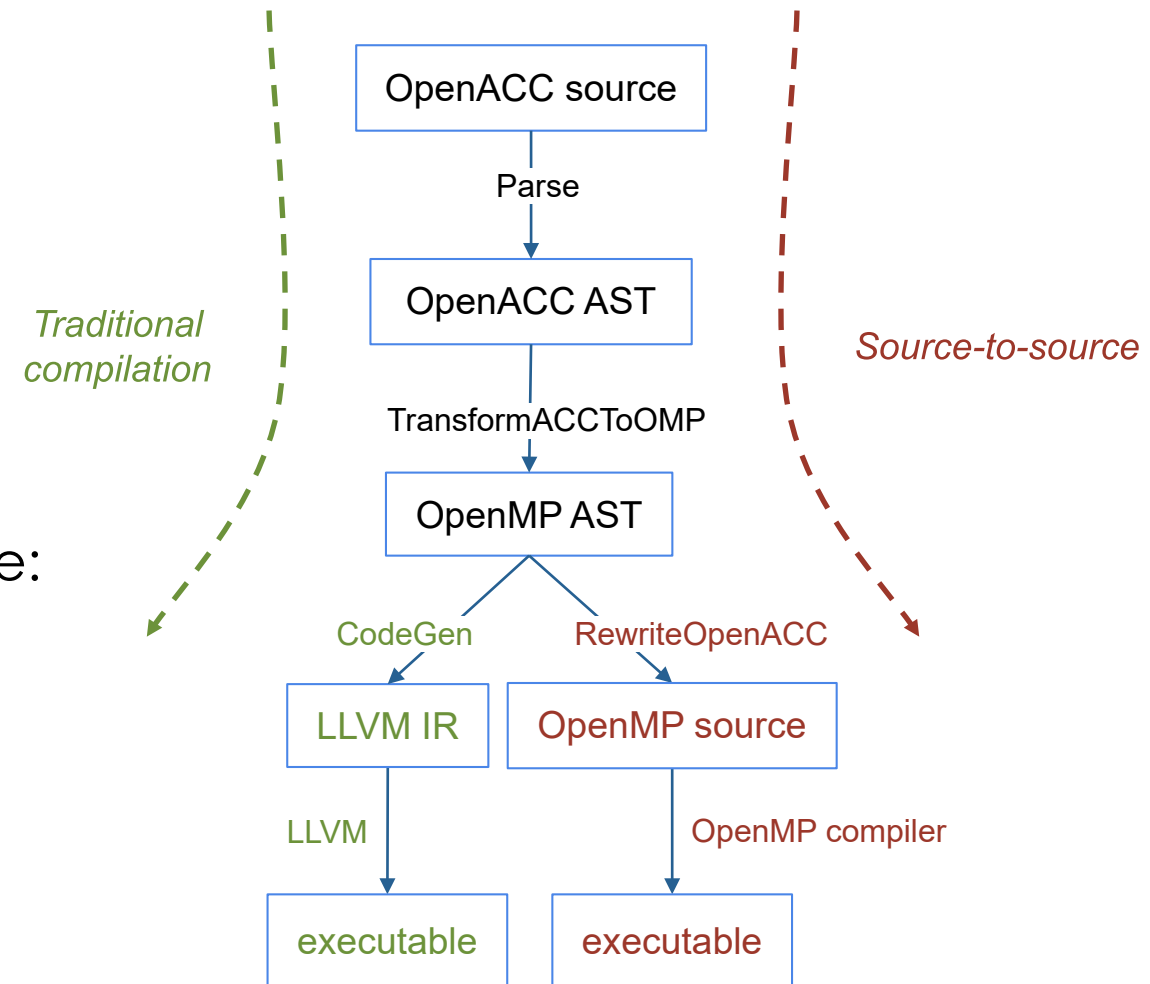 OpenACC source
Parse
OpenACC AST
Traditional
compilation
Source-to-source
TransformACCToOMP
OpenMP AST
e:
CodeGen
RewriteOpenACC
LLVM IR
OpenMP source
LLVM
OpenMP compiler
executable
executable